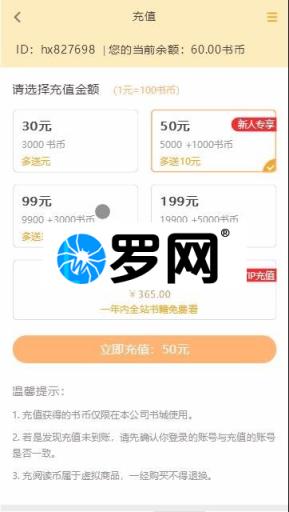 充值
ID: hx827698 |您的当前余额：60.00书币
请选择充值金额 (1元=100书币)
30元
3000 书币
多送元
50元
新人专享
5000 +1000书币
多送10元
99元
9900 +3000书币
多送
199元
19900 +5000书币
罗网®
VIP充值
¥ 365.00
一年内全站书籍免费看
立即充值：50元
温馨提示：
1. 充值获得的书币仅限在本公司书城使用。
2. 若是发现充值未到账，请先确认你登录的账号与充值的账号是否一致。
3. 充阅读币属于虚拟商品，一经购买不得退换。